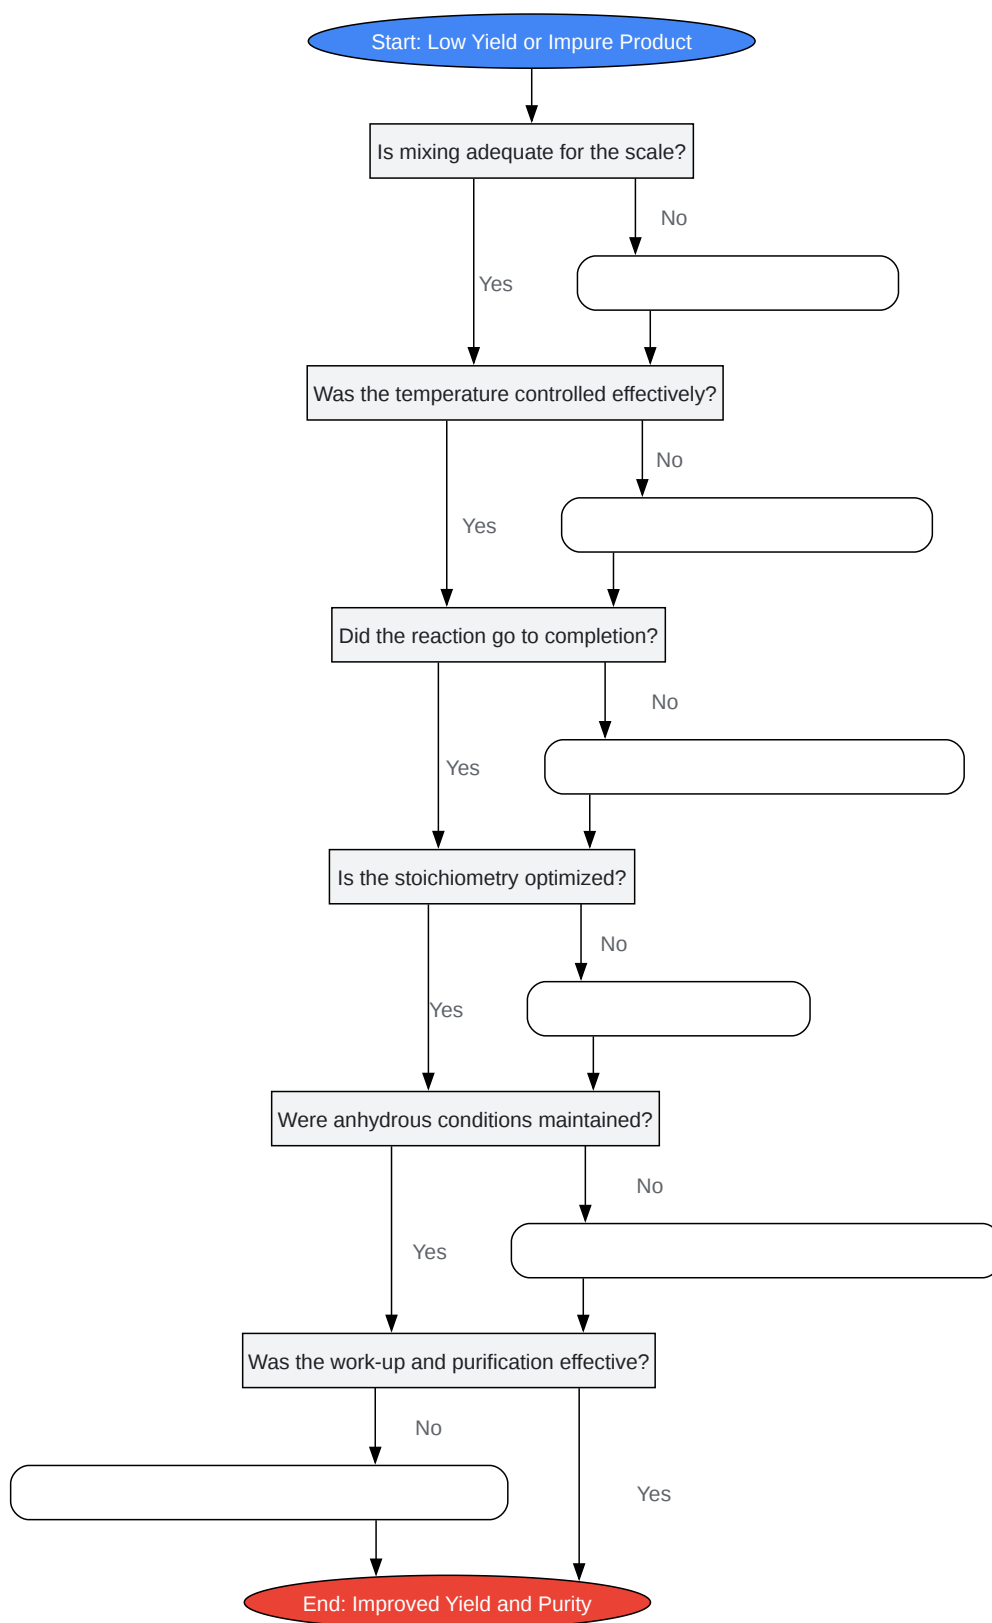 Start: Low Yield or Impure Product
Is mixing adequate for the scale?
No
Yes
Was the temperature controlled effectively?
No
Yes
Did the reaction go to completion?
No
Yes
Is the stoichiometry optimized?
No
Yes
Were anhydrous conditions maintained?
No
Yes
Was the work-up and purification effective?
No
Yes
End: Improved Yield and Purity